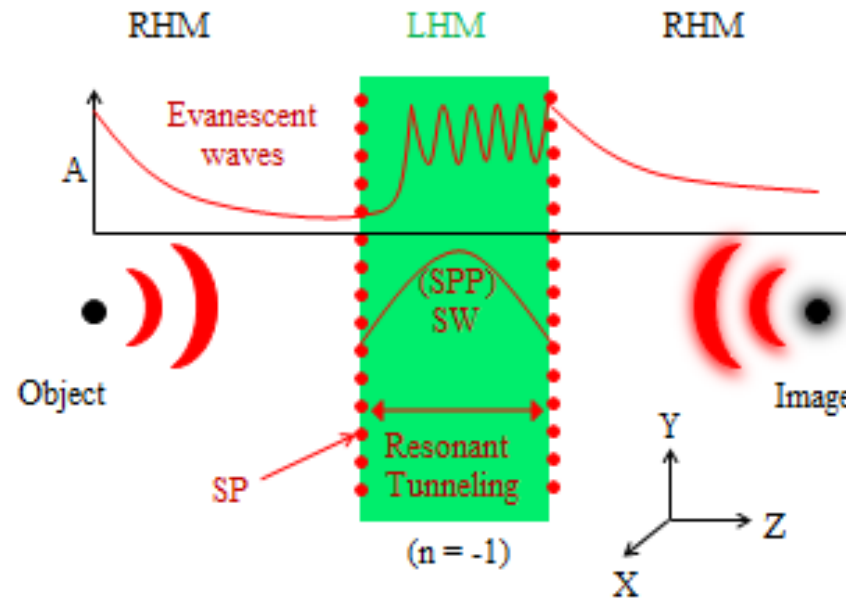 RHM
LHM
RHM
Evanescent
waves
A
(SPP)
SW
Object
Image
SP
Resonant
Tunneling
Y
Z
X
(n = -1)